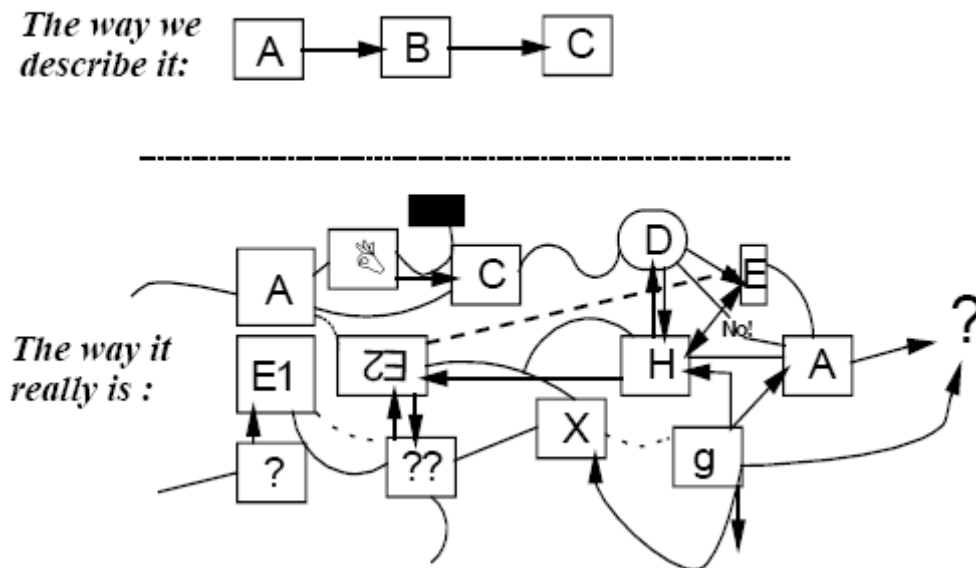 The way we
describe it:
A B C
D
A C E
No!
?
The way it
really is :
E1 E2 H A
X
? ?? g